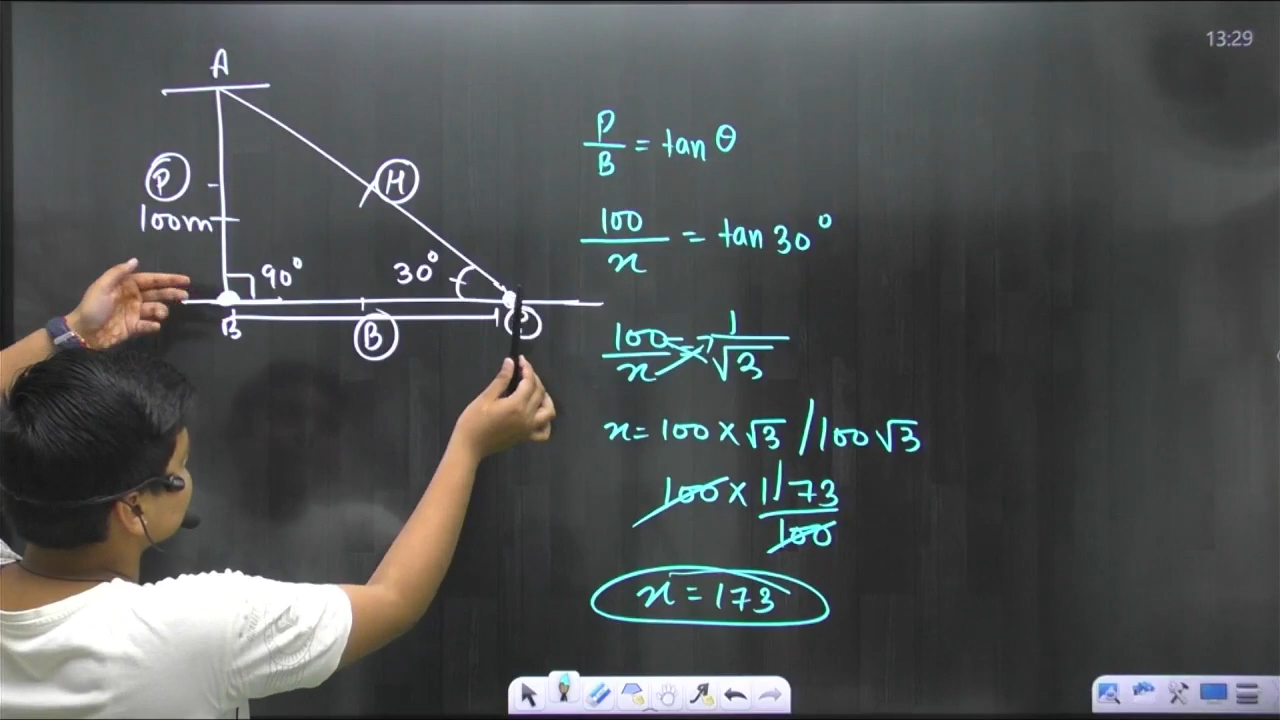 13:29
A
P
100m
H
90°
30°
B
B
P/B = tan θ
100/x = tan 30°
100/x = 1/√3
x = 100 × √3 / 100√3
100 × 1/73/100
x = 173